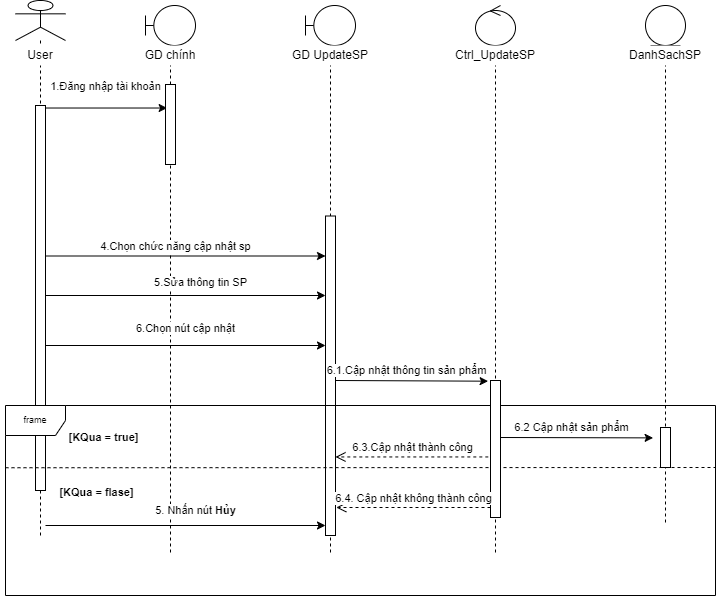 User
GD chính
GD UpdateSP
Ctrl_UpdateSP
DanhSachSP
1.Đăng nhập tài khoản
4.Chọn chức năng cập nhật sp
5.Sửa thông tin SP
6.Chọn nút cập nhật
6.1.Cập nhật thông tin sản phẩm
frame
[KQua = true]
6.2 Cập nhật sản phẩm
6.3.Cập nhật thành công
[KQua = flase]
6.4. Cập nhật không thành công
5. Nhấn nút Hủy